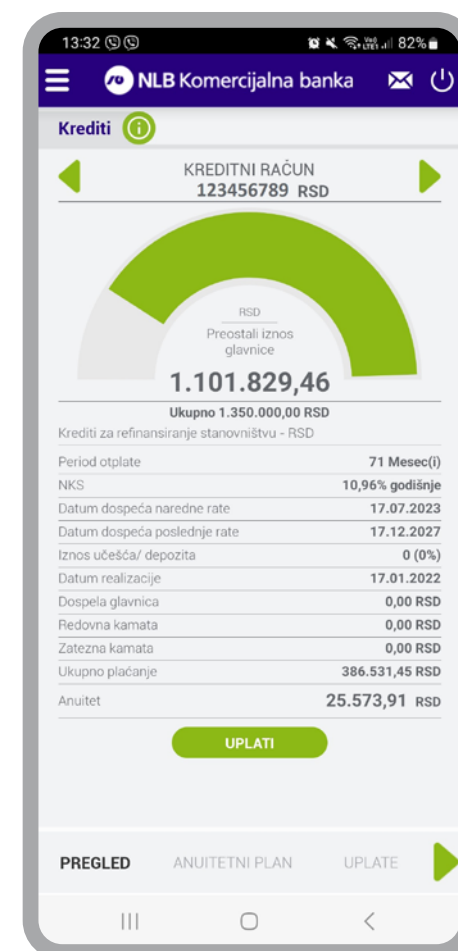 13:32 82%
NLB Komercijalna banka
Krediti
KREDITNI RAČUN
123456789 RSD
RSD
Preostali iznos
glavnice
1.101.829,46
Ukupno 1.350.000,00 RSD
Krediti za refinansiranje stanovništvu - RSD
Period otplate 71 Mesec(i)
NKS 10,96% godišnje
Datum dospeća naredne rate 17.07.2023
Datum dospeća poslednje rate 17.12.2027
Iznos učešća/ depozita 0 (0%)
Datum realizacije 17.01.2022
Dospela glavnica 0,00 RSD
Redovna kamata 0,00 RSD
Zatezna kamata 0,00 RSD
Ukupno plaćanje 386.531,45 RSD
Anuitet 25.573,91 RSD
UPLATI
PREGLED ANUITETNI PLAN UPLATE